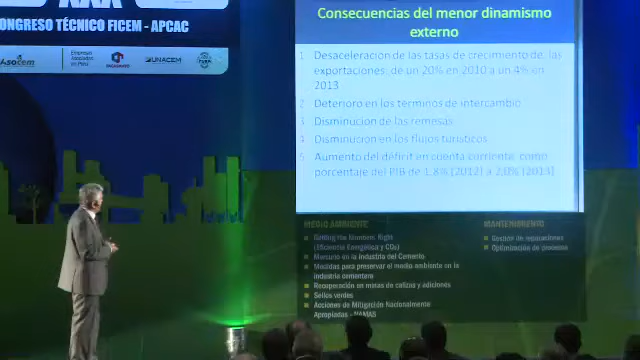 XXX
CONGRESO TÉCNICO FICEM - APCAC
Asocem
UNACEM
Consecuencias del menor dinamismo
externo
1 Desaceleración de las tasas de crecimiento de las
exportaciones de un 20% en 2010 a un 4% en
2013
2 Deterioro en los términos de intercambio
3 Disminución de las remesas
4 Disminución en los flujos turísticos
5 Aumento del déficit en cuenta corriente, como
porcentaje del PIB de 1.8% (2012) a 2.0% (2013)
MEDIO AMBIENTE
Getting the Numbers Right
(Eficiencia Energética y CO₂)
Mercurio en la industria del Cemento
Medidas para preservar el medio ambiente en la
industria cementera
Recuperación en matas de calizas y adiciones
Sellos verdes
Acciones de Mitigación Nacionalmente
Apropiadas - NAMAS
MANTENIMIENTO
Gestión de reparaciones
Optimización de procesos